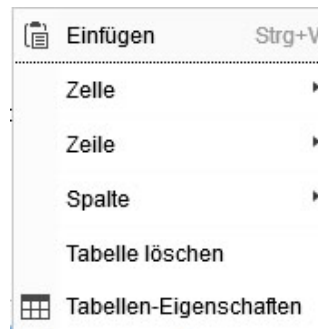 Einfügen Strg+V
Zelle
Zeile
Spalte
Tabelle löschen
Tabellen-Eigenschaften